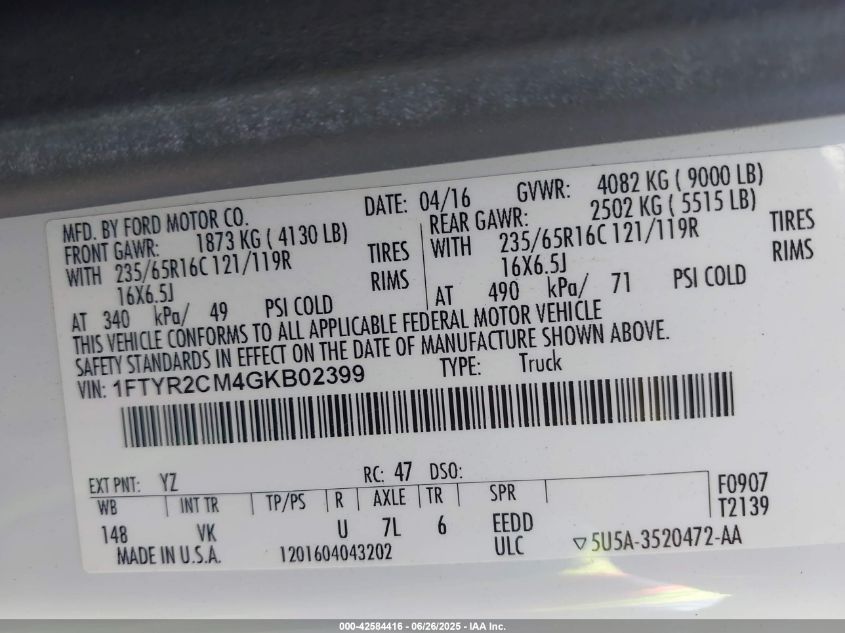 MFD. BY FORD MOTOR CO.
DATE: 04/16
GVWR: 4082 KG ( 9000 LB)
FRONT GAWR: 1873 KG ( 4130 LB)
WITH 235/65R16C 121/119R TIRES
16X6.5J RIMS
AT 340 kPa/ 49 PSI COLD
REAR GAWR: 2502 KG ( 5515 LB)
WITH 235/65R16C 121/119R TIRES
16X6.5J RIMS
AT 490 kPa/ 71 PSI COLD
THIS VEHICLE CONFORMS TO ALL APPLICABLE FEDERAL MOTOR VEHICLE
SAFETY STANDARDS IN EFFECT ON THE DATE OF MANUFACTURE SHOWN ABOVE.
VIN: 1FTYR2CM4GKB02399
TYPE: Truck
EXT PNT: YZ RC: 47 DSO:
WB INT TR TP/PS R AXLE TR SPR
148 VK U 7L 6 EEDD
ULC
F0907
T2139
MADE IN U.S.A. 1201604043202
▽5U5A-3520472-AA
000-42584416 - 06/26/2025 - IAA Inc.